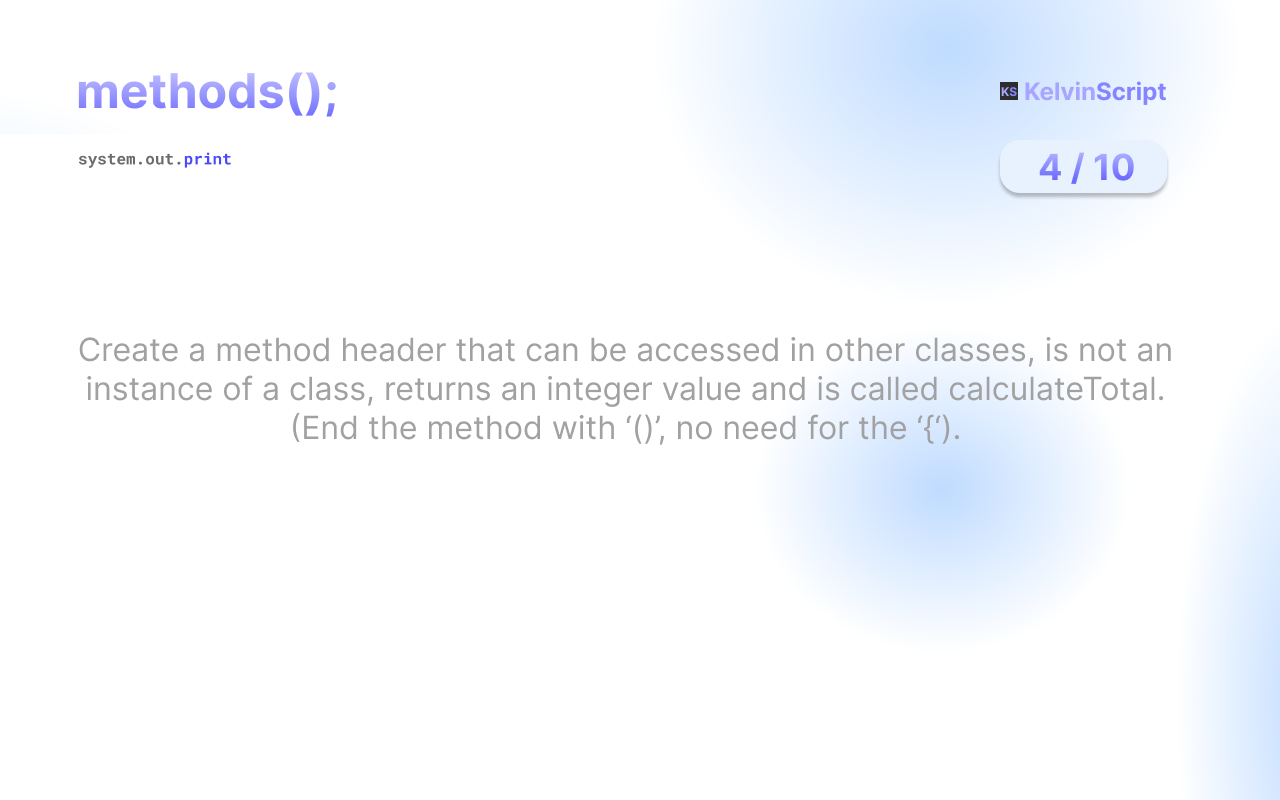 methods();
KS KelvinScript
system.out.print
4 / 10
Create a method header that can be accessed in other classes, is not an
instance of a class, returns an integer value and is called calculateTotal.
(End the method with ‘()’, no need for the ‘{‘).